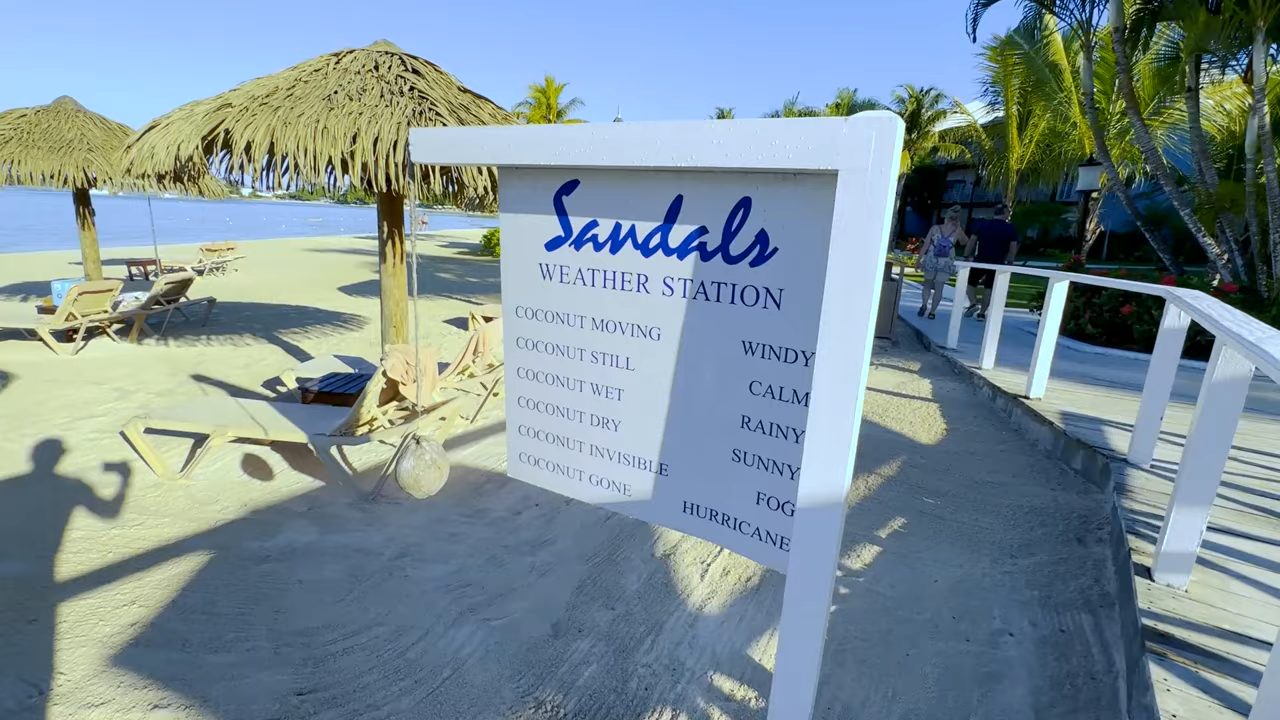 Sandals
WEATHER STATION
COCONUT MOVING WINDY
COCONUT STILL CALM
COCONUT WET RAINY
COCONUT DRY SUNNY
COCONUT INVISIBLE FOG
COCONUT GONE HURRICANE